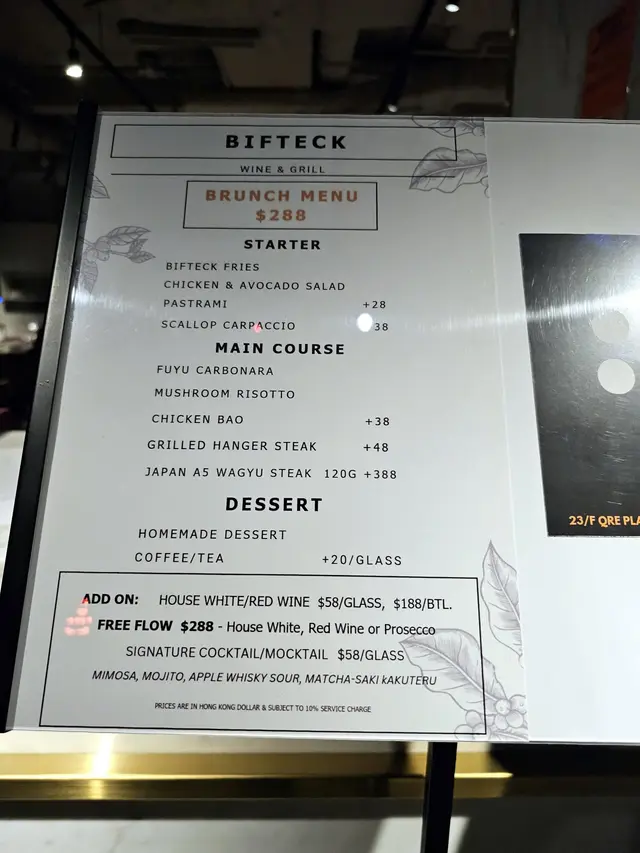 BIFTECK
WINE & GRILL
BRUNCH MENU
$288
STARTER
BIFTECK FRIES
CHICKEN & AVOCADO SALAD
PASTRAMI +28
SCALLOP CARPACCIO 38
MAIN COURSE
FUYU CARBONARA
MUSHROOM RISOTTO
CHICKEN BAO +38
GRILLED HANGER STEAK +48
JAPAN A5 WAGYU STEAK 120G +388
DESSERT
HOMEMADE DESSERT
COFFEE/TEA +20/GLASS
ADD ON: HOUSE WHITE/RED WINE $58/GLASS, $188/BTL.
FREE FLOW $288 - House White, Red Wine or Prosecco
SIGNATURE COCKTAIL/MOCKTAIL $58/GLASS
MIMOSA, MOJITO, APPLE WHISKY SOUR, MATCHA-SAKI kAKUTERU
PRICES ARE IN HONG KONG DOLLAR & SUBJECT TO 10% SERVICE CHARGE
23/F QRE PLA